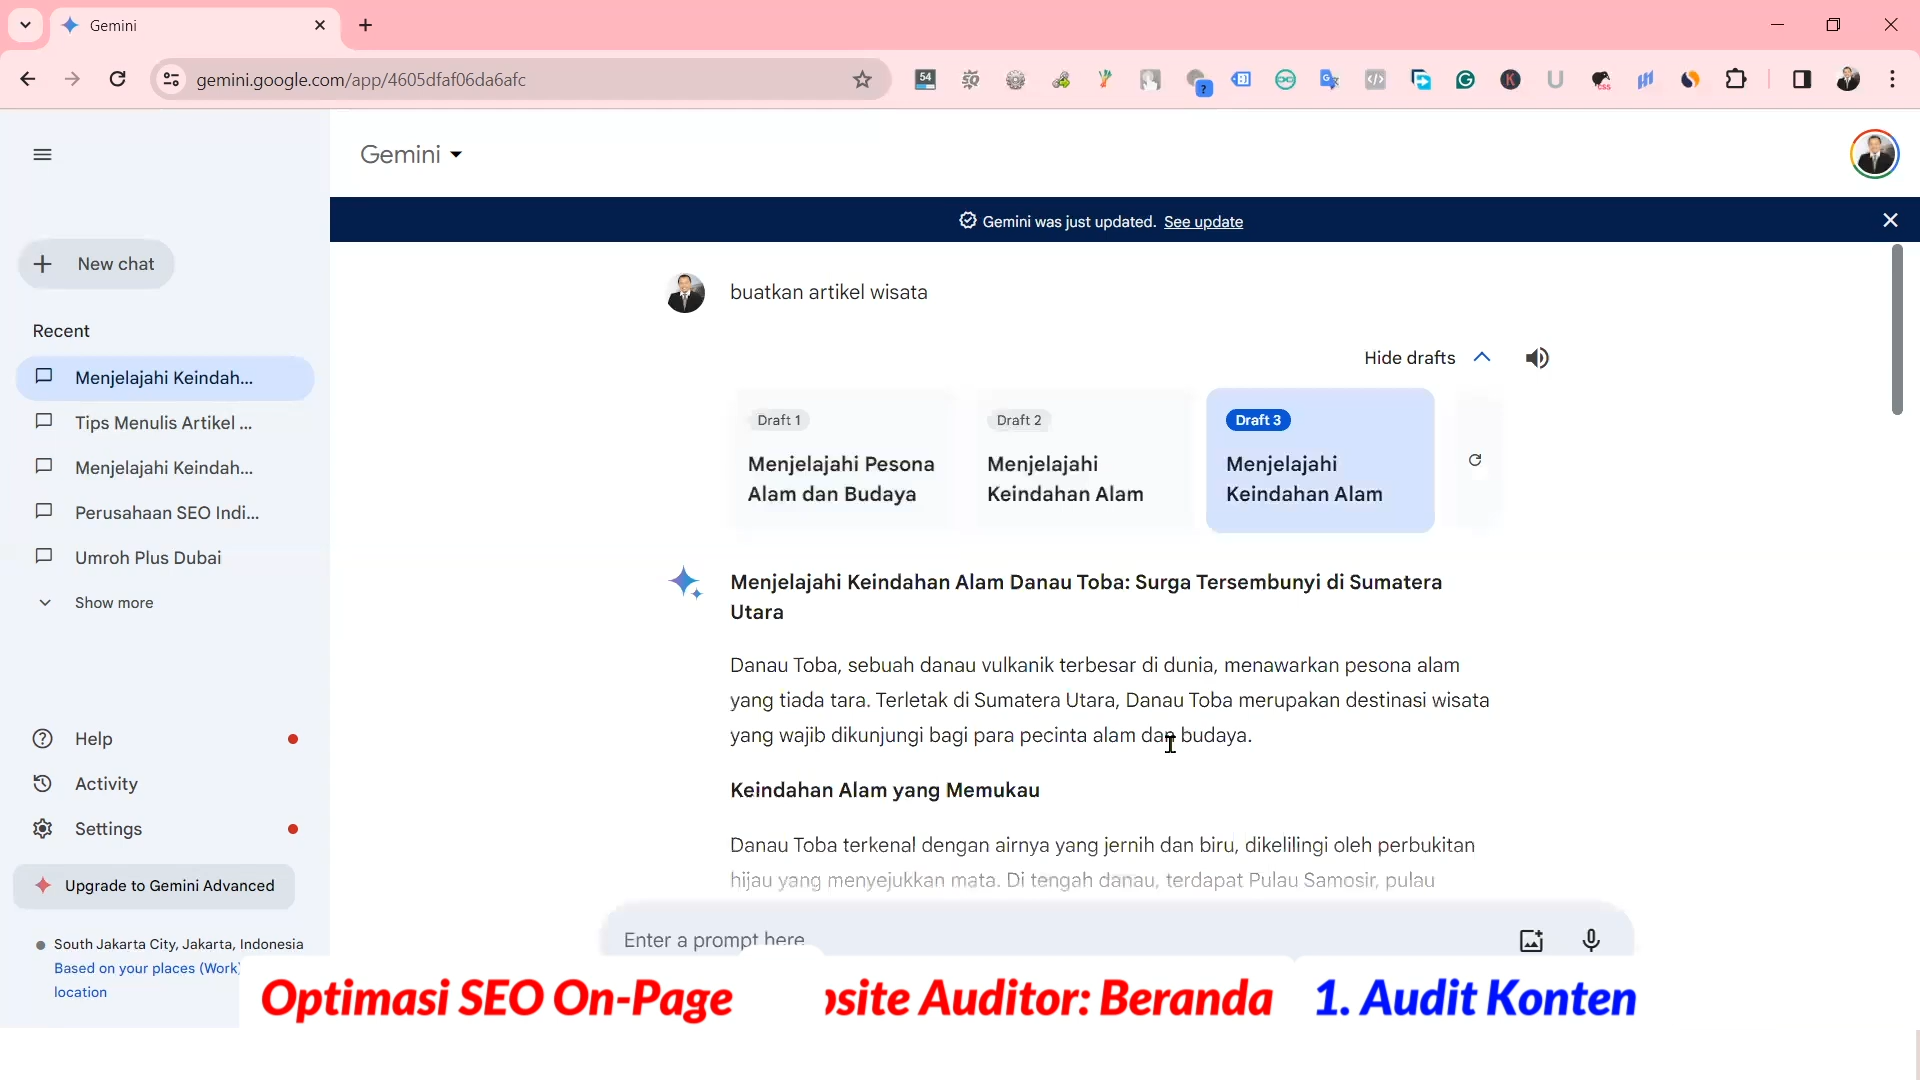 Gemini
gemini.google.com/app/4605dfaf06da6afc
54
Gemini
Gemini was just updated. See update
New chat
Recent
Menjelajahi Keindah...
Tips Menulis Artikel ...
Menjelajahi Keindah...
Perusahaan SEO Indi...
Umroh Plus Dubai
Show more
Help
Activity
Settings
Upgrade to Gemini Advanced
South Jakarta City, Jakarta, Indonesia
Based on your places (Work)
location
buatkan artikel wisata
Hide drafts
Draft 1
Menjelajahi Pesona
Alam dan Budaya
Draft 2
Menjelajahi
Keindahan Alam
Draft 3
Menjelajahi
Keindahan Alam
Menjelajahi Keindahan Alam Danau Toba: Surga Tersembunyi di Sumatera
Utara
Danau Toba, sebuah danau vulkanik terbesar di dunia, menawarkan pesona alam
yang tiada tara. Terletak di Sumatera Utara, Danau Toba merupakan destinasi wisata
yang wajib dikunjungi bagi para pecinta alam dan budaya.
Keindahan Alam yang Memukau
Danau Toba terkenal dengan airnya yang jernih dan biru, dikelilingi oleh perbukitan
hijau yang menyejukkan mata. Di tengah danau, terdapat Pulau Samosir, pulau
Enter a prompt here
Optimasi SEO On-Page
site Auditor: Beranda
1. Audit Konten